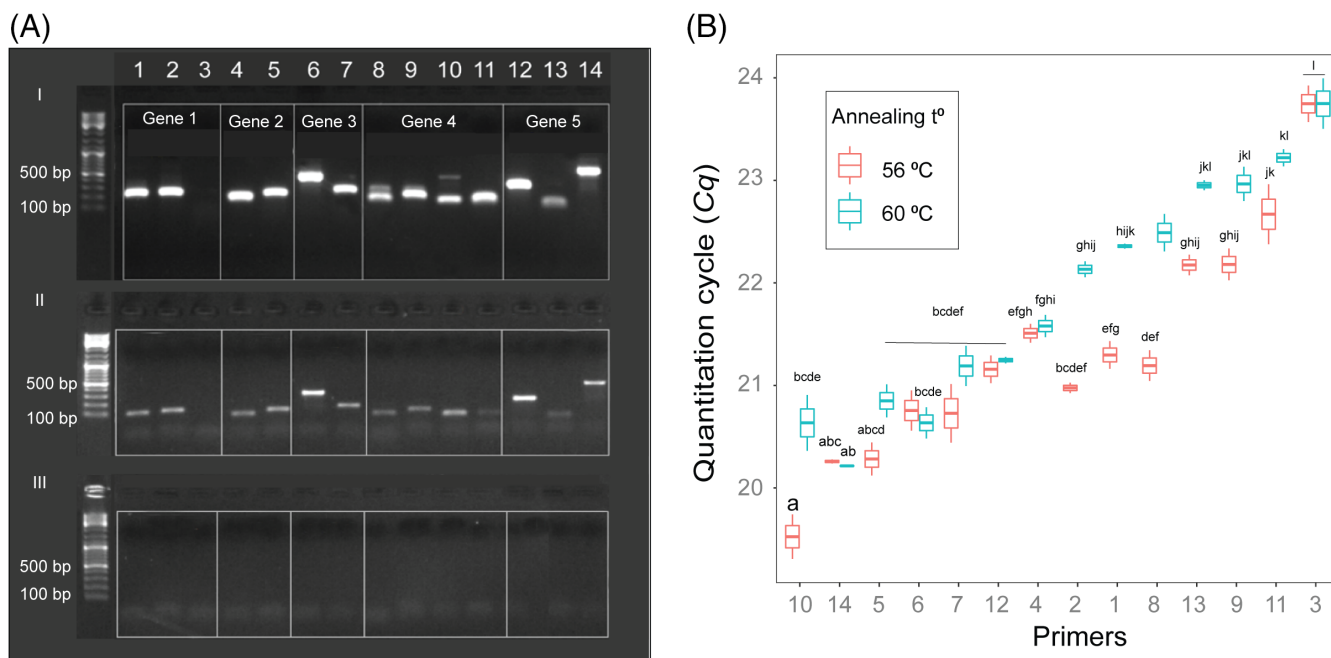 (A)
1 2 3 4 5 6 7 8 9 10 11 12 13 14
I
Gene 1 Gene 2 Gene 3 Gene 4 Gene 5
500 bp
100 bp
II
500 bp
100 bp
III
500 bp
100 bp
(B)
Quantitation cycle (Cq)
24
23
22
21
20
Annealing tº
56 ºC
60 ºC
l
kl
jkl jkl
jk
hijk
ghij
ghij ghij
bcdef
efgh fghi
efg
def
bcdef
bcde
bcde
abcd
abc
ab
a
10 14 5 6 7 12 4 2 1 8 13 9 11 3
Primers